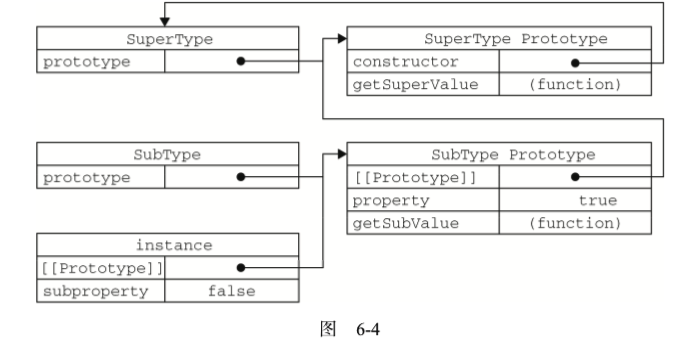 SuperType
prototype
SuperType Prototype
constructor
getSuperValue (function)
SubType
prototype
SubType Prototype
[[Prototype]]
property true
getSubValue (function)
instance
[[Prototype]]
subproperty false
图 6-4